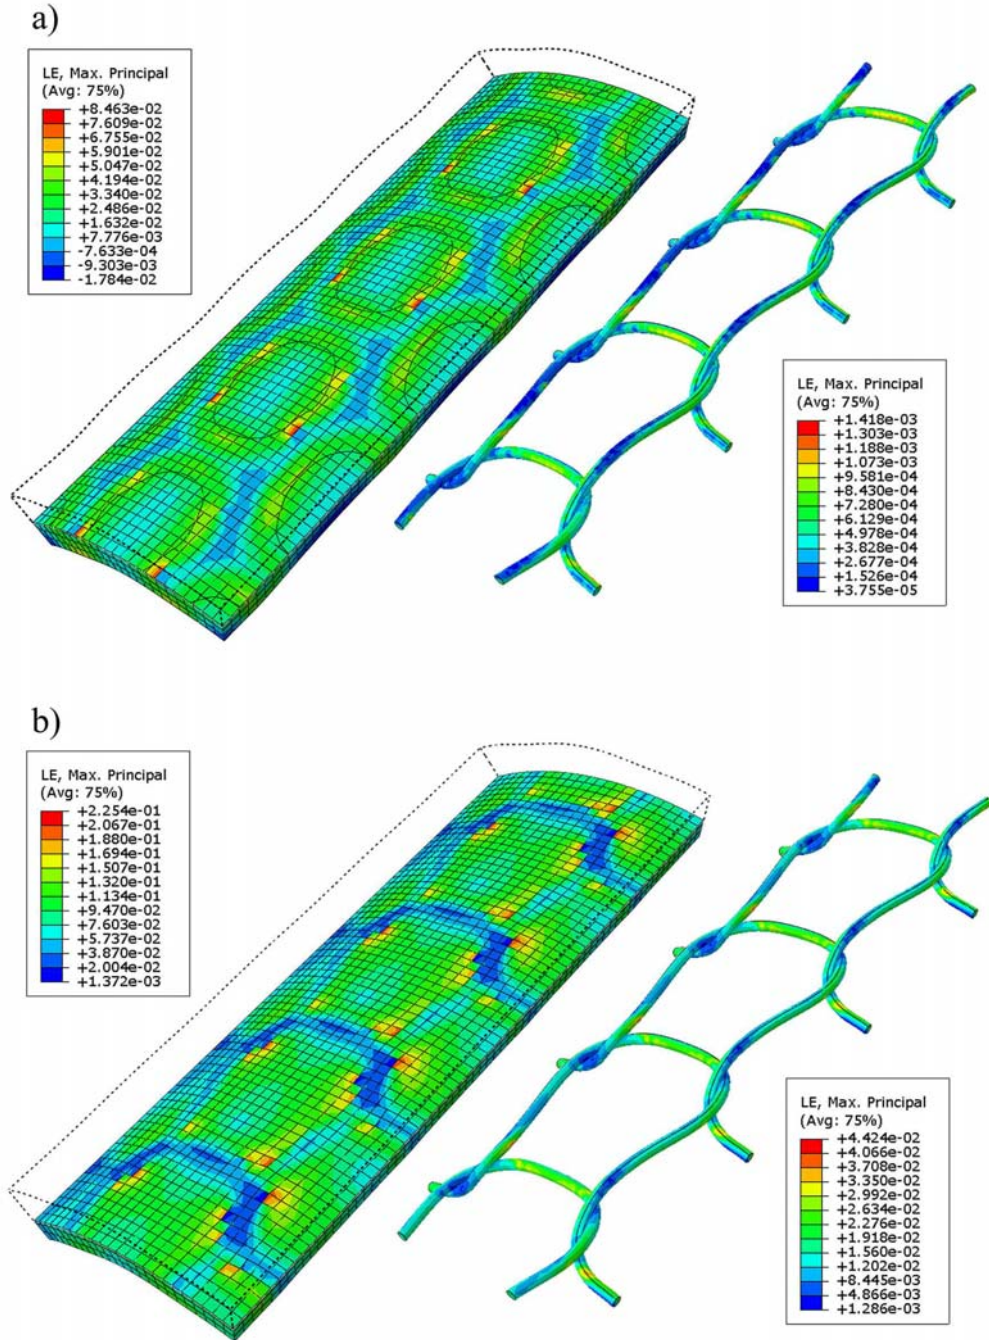 a)
LE, Max. Principal
(Avg: 75%)
+8.463e-02
+7.609e-02
+6.755e-02
+5.901e-02
+5.047e-02
+4.194e-02
+3.340e-02
+2.486e-02
+1.632e-02
+7.776e-03
-7.633e-04
-9.303e-03
-1.784e-02
LE, Max. Principal
(Avg: 75%)
+1.418e-03
+1.303e-03
+1.188e-03
+1.073e-03
+9.581e-04
+8.430e-04
+7.280e-04
+6.129e-04
+4.978e-04
+3.828e-04
+2.677e-04
+1.526e-04
+3.755e-05
b)
LE, Max. Principal
(Avg: 75%)
+2.254e-01
+2.067e-01
+1.880e-01
+1.694e-01
+1.507e-01
+1.320e-01
+1.134e-01
+9.470e-02
+7.603e-02
+5.737e-02
+3.870e-02
+2.004e-02
+1.372e-03
LE, Max. Principal
(Avg: 75%)
+4.424e-02
+4.066e-02
+3.708e-02
+3.350e-02
+2.992e-02
+2.634e-02
+2.276e-02
+1.918e-02
+1.560e-02
+1.202e-02
+8.445e-03
+4.866e-03
+1.286e-03